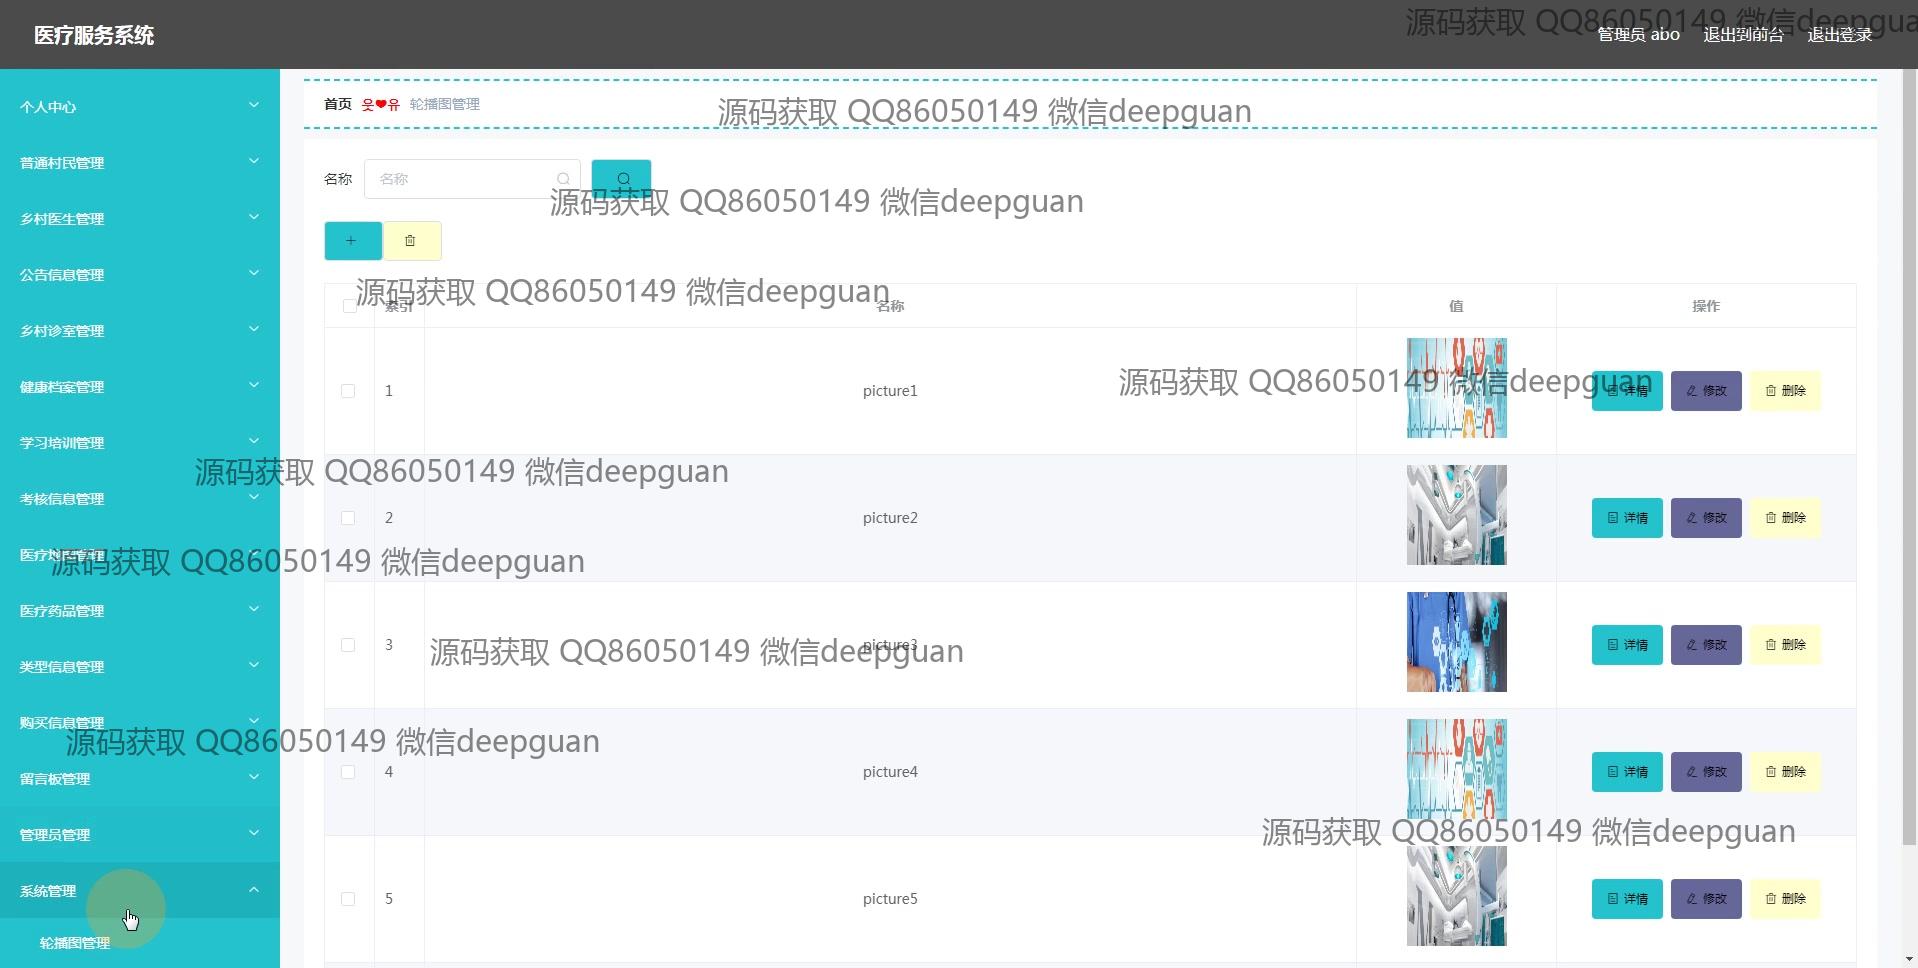 医疗服务系统
源码获取 QQ86050149 微信deepgua
管理员 abo 退出到前台 退出登录
个人中心
普通村民管理
乡村医生管理
公告信息管理
乡村诊室管理
健康档案管理
学习培训管理
考核信息管理
医疗
管理
医疗药品管理
类型信息管理
购买信息管理
留言板管理
管理员管理
系统管理
轮播图管理
首页 웃❤유 轮播图管理
源码获取 QQ86050149 微信deepguan
名称 名称
源码获取 QQ86050149 微信deepguan
源码获取 QQ86050149 微信deepguan
索引 名称 值 操作
源码获取 QQ86050149 微信deepguan
1 picture1 详情 修改 删除
源码获取 QQ86050149 微信deepguan
2 picture2 详情 修改 删除
源码获取 QQ86050149 微信deepguan
3 picture3 详情 修改 删除
源码获取 QQ86050149 微信deepguan
源码获取 QQ86050149 微信deepguan
4 picture4 详情 修改 删除
源码获取 QQ86050149 微信deepguan
5 picture5 详情 修改 删除